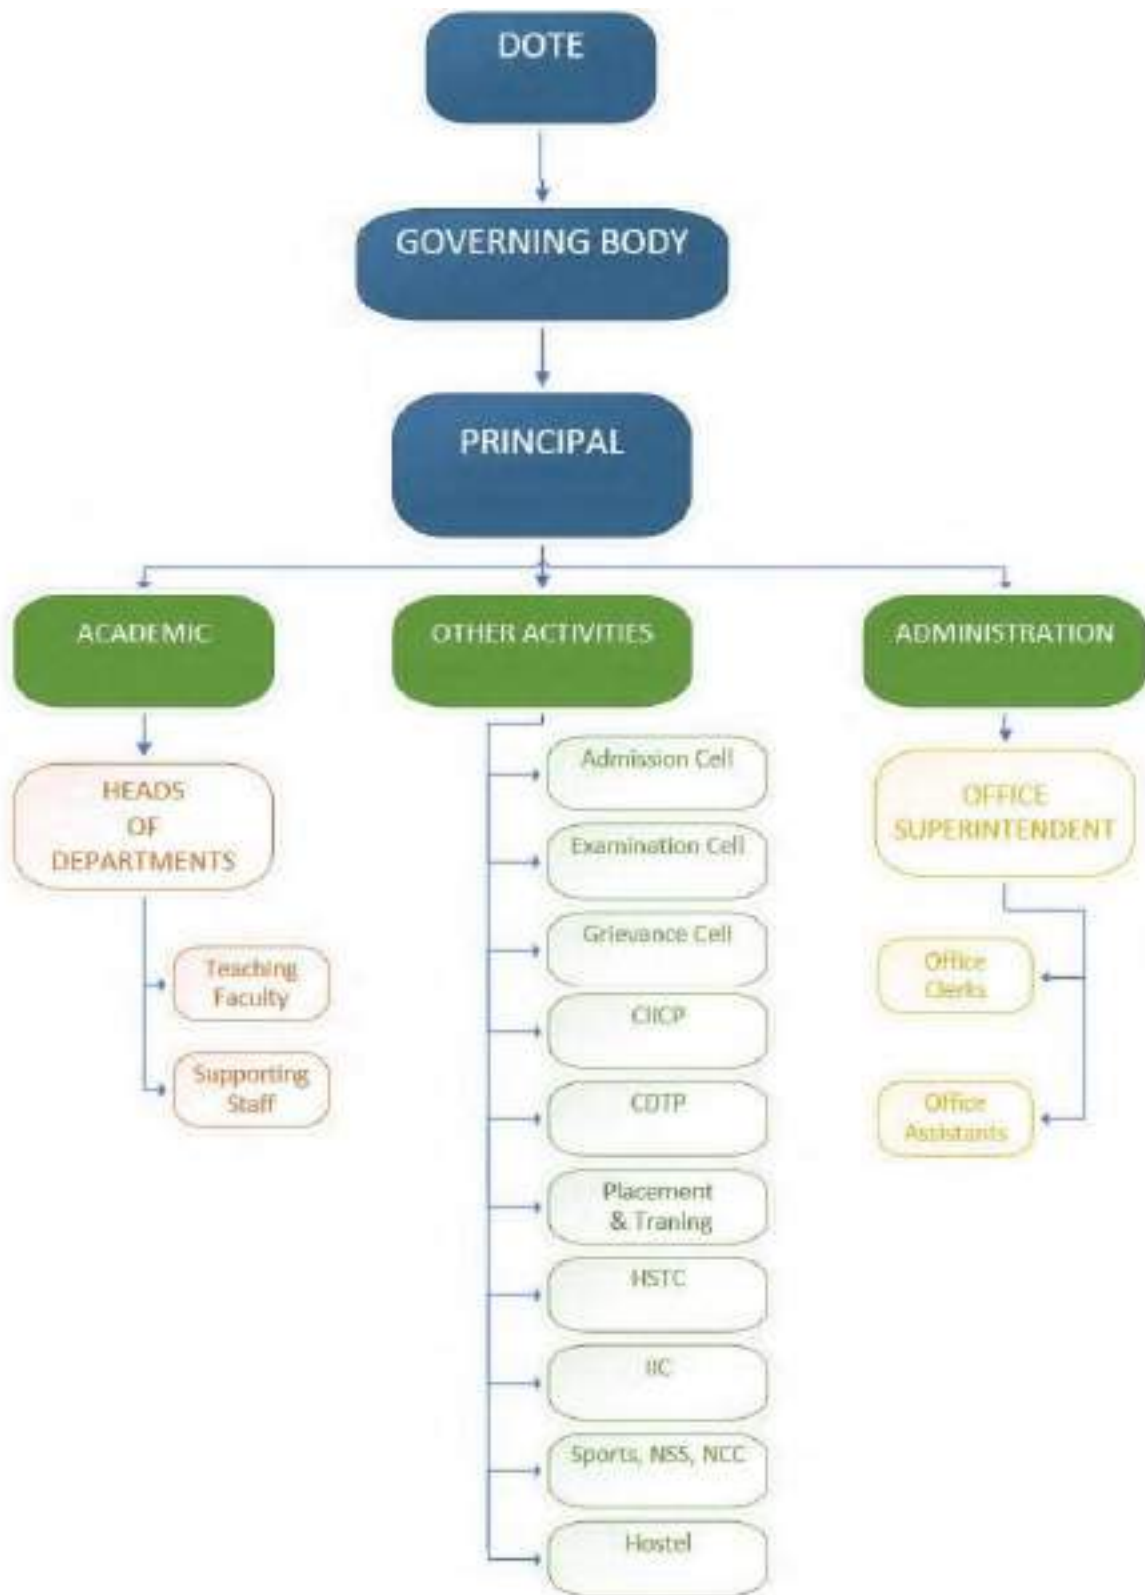 DOTE
GOVERNING BODY
PRINCIPAL
ACADEMIC
OTHER ACTIVITIES
ADMINISTRATION
HEADS
OF
DEPARTMENTS
Teaching
Faculty
Supporting
Staff
Admission Cell
Examination Cell
Grievance Cell
CIICP
CDTP
Placement
& Traning
HSTC
IIC
Sports, NSS, NCC
Hostel
OFFICE
SUPERINTENDENT
Office
Clerks
Office
Assistants